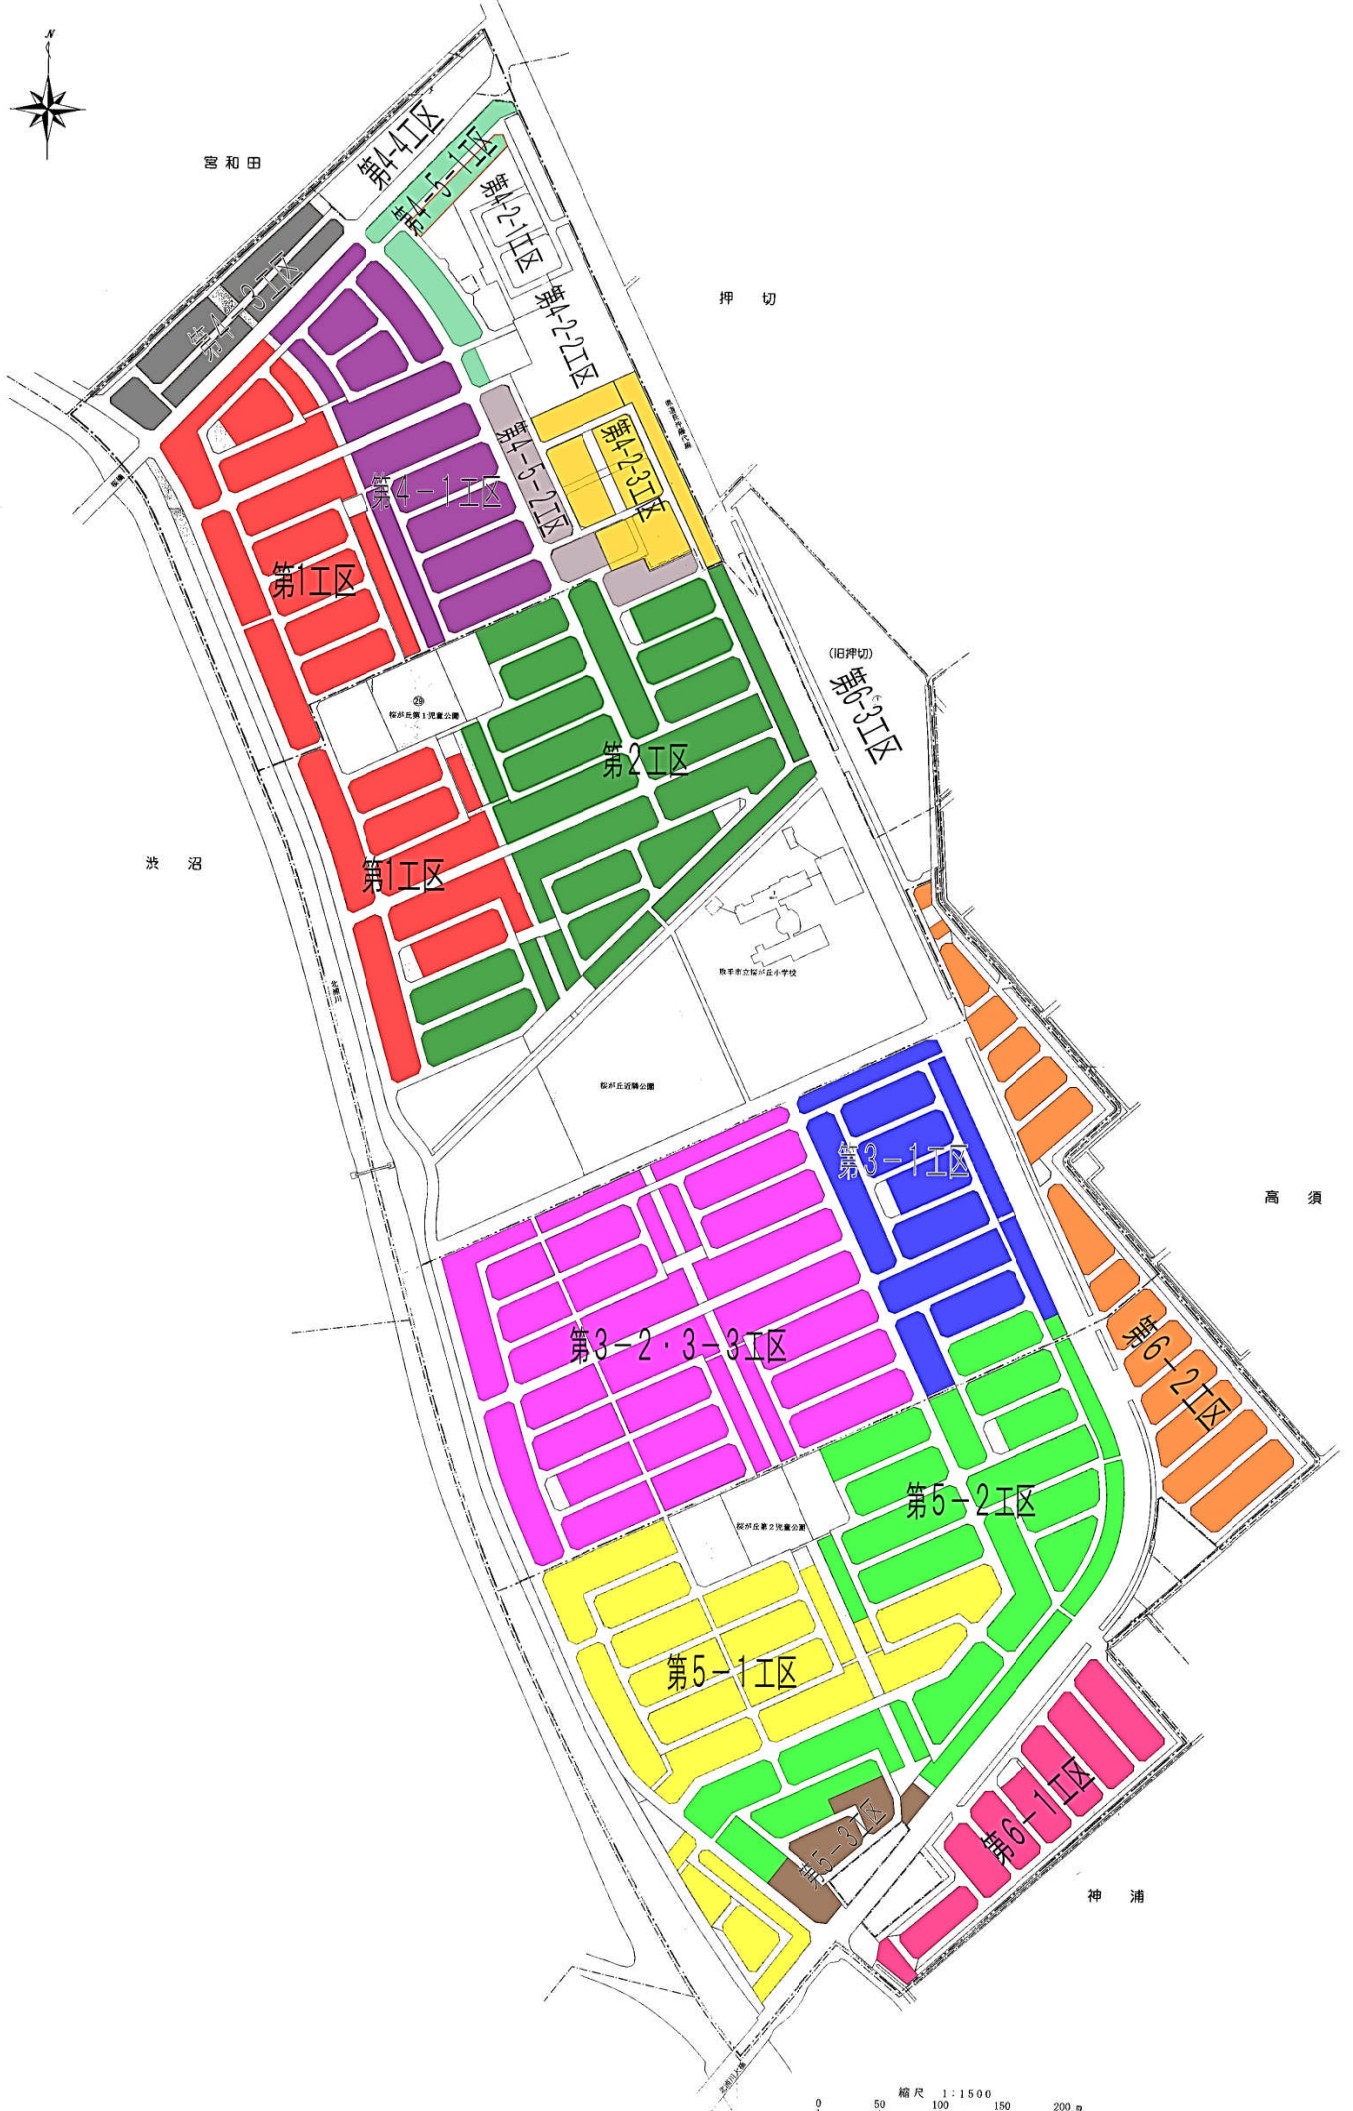 N
宮和田
第4-4工区
第4-5-1工区
第4-2-1工区
第4-3工区
第4-2-2工区
押切
第4-2-3工区
第4-5-2工区
第4-1工区
第1工区
(旧押切)
第6-3工区
29
桜が丘第1児童公園
第2工区
渋沼
第1工区
取手市立桜が丘小学校
北浦川
桜が丘近隣公園
第3-1工区
高須
第3-2・3-3工区
第6-2工区
第5-2工区
桜が丘第2児童公園
第5-1工区
第6-1工区
第5-3工区
神浦
縮尺 1:1500
0 50 100 150 200 m